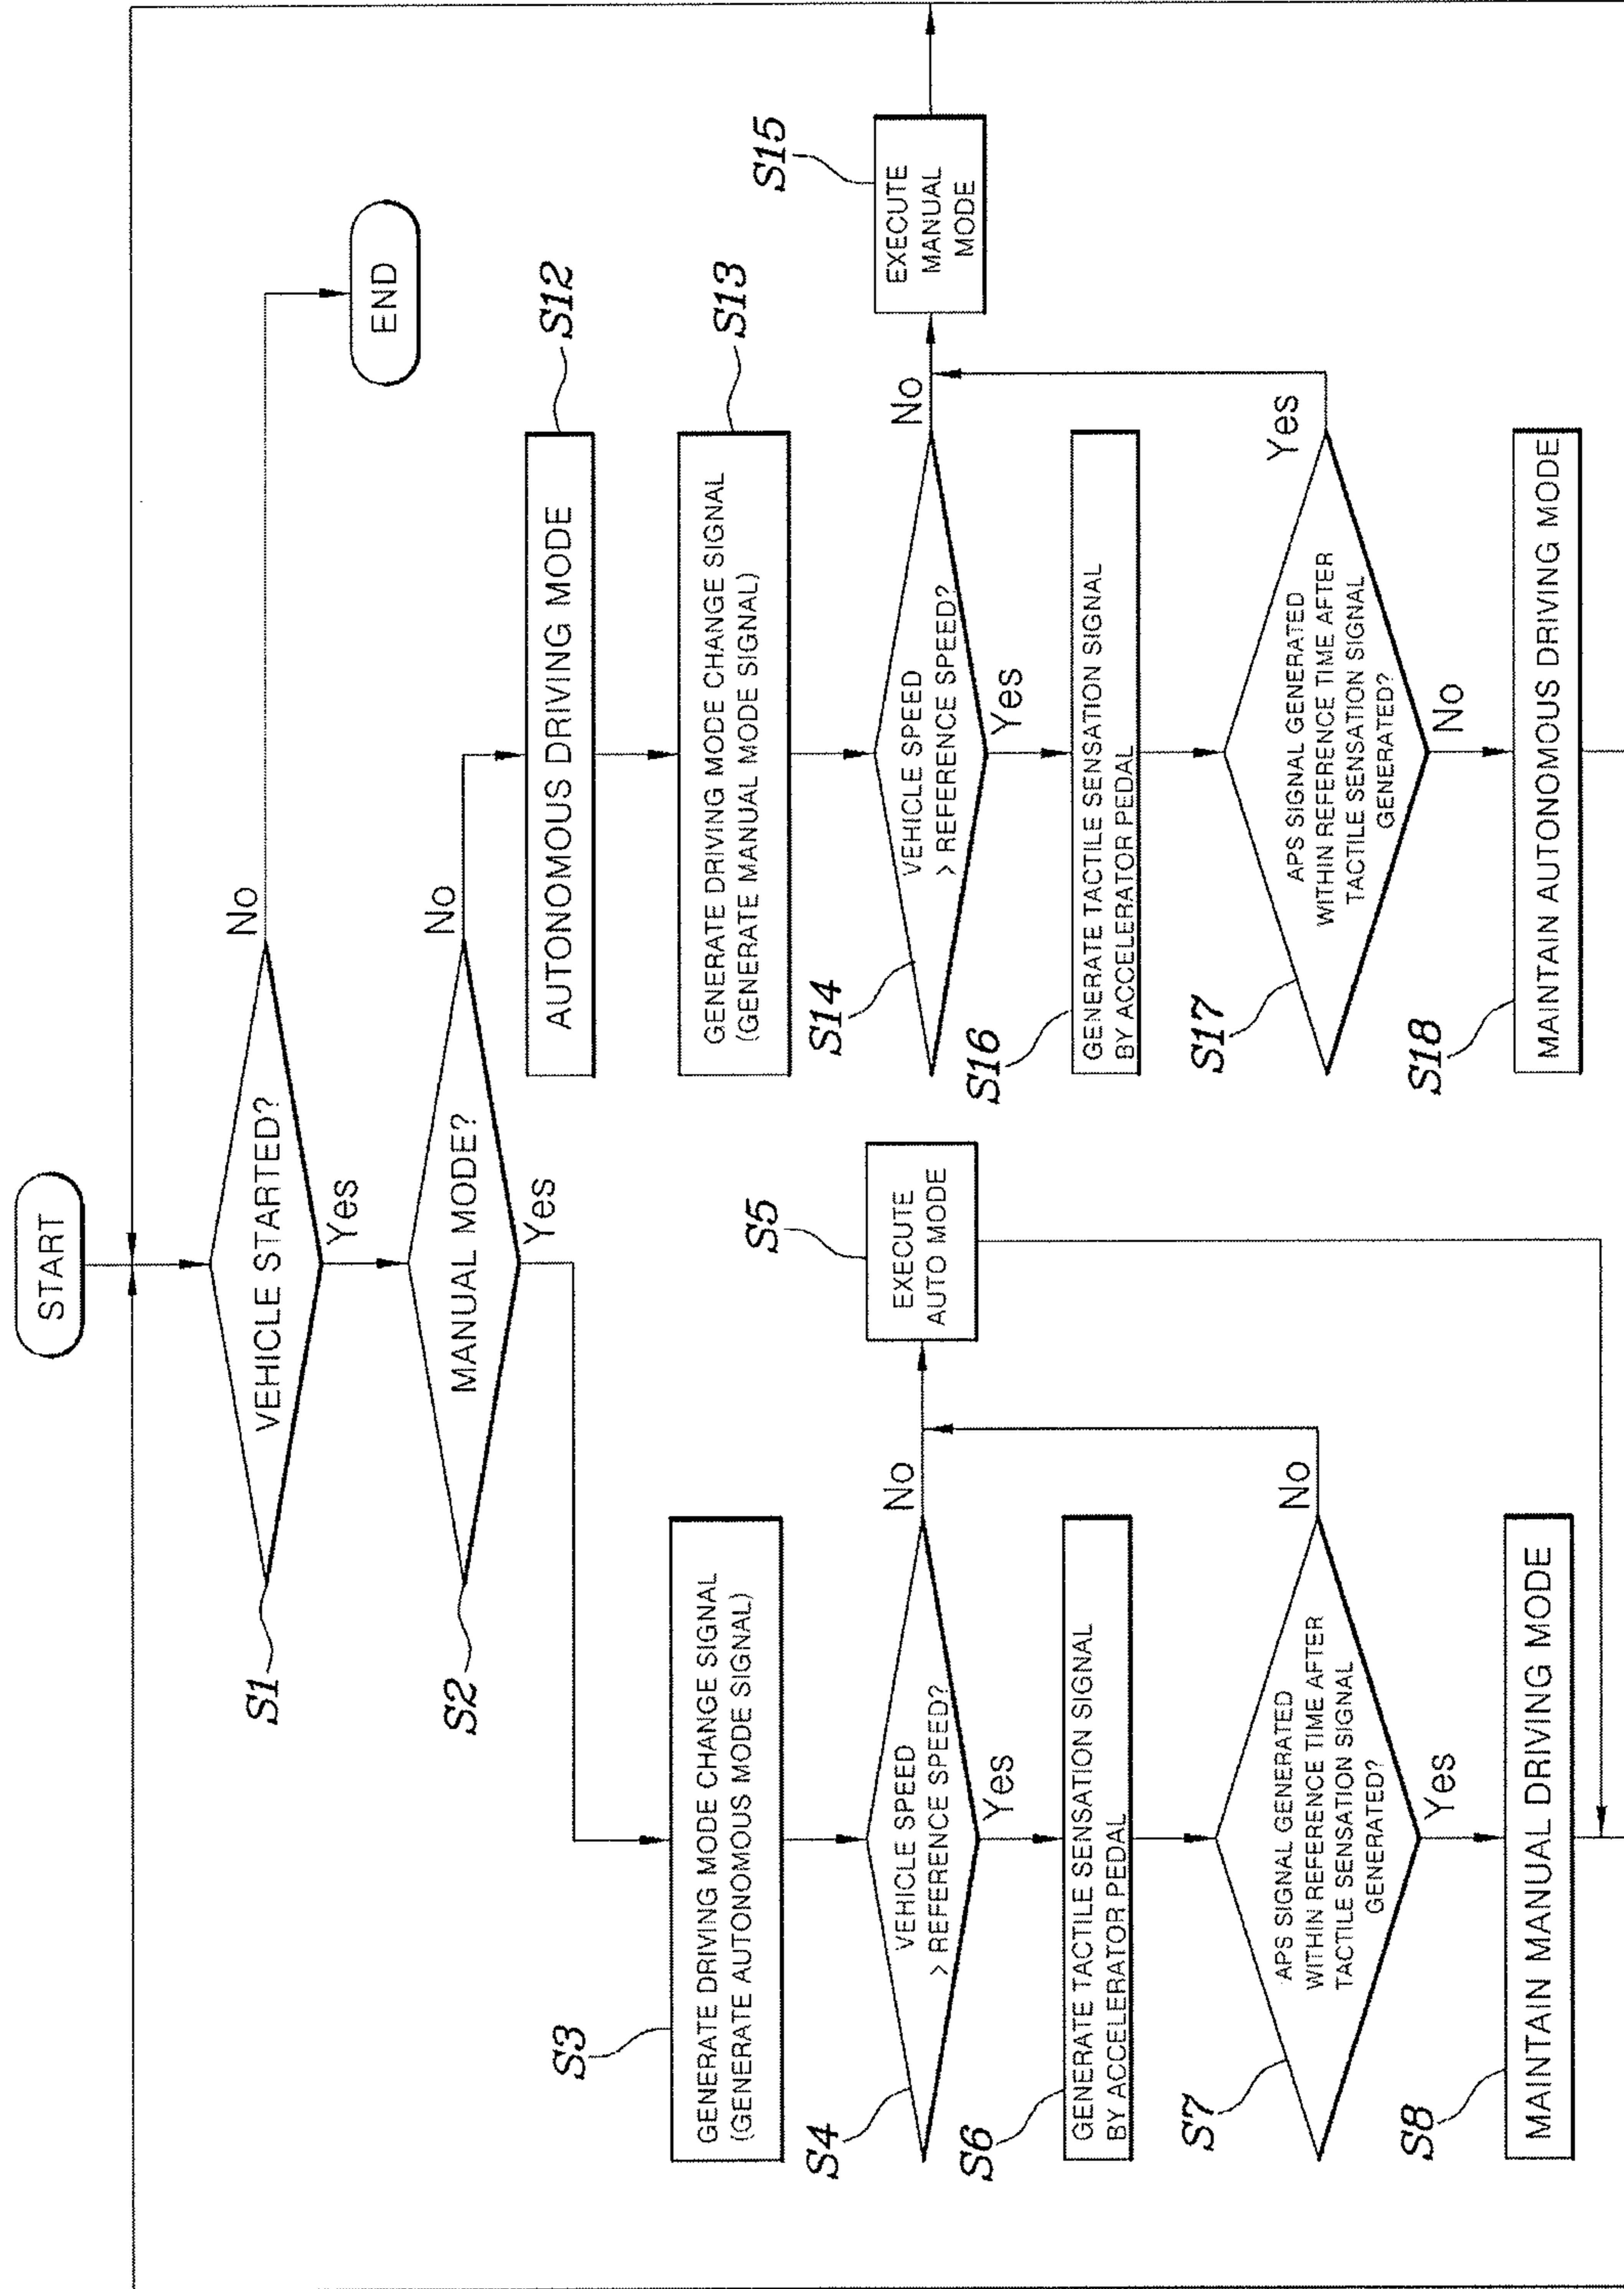 START
VEHICLE STARTED?
S1
No
Yes
END
MANUAL MODE?
S2
No
Yes
AUTONOMOUS DRIVING MODE
S12
S3
GENERATE DRIVING MODE CHANGE SIGNAL
(GENERATE AUTONOMOUS MODE SIGNAL)
GENERATE DRIVING MODE CHANGE SIGNAL
(GENERATE MANUAL MODE SIGNAL)
S13
S4
VEHICLE SPEED
> REFERENCE SPEED?
No
Yes
S5
EXECUTE
AUTO MODE
S14
VEHICLE SPEED
> REFERENCE SPEED?
No
Yes
S15
EXECUTE
MANUAL
MODE
S6
GENERATE TACTILE SENSATION SIGNAL
BY ACCELERATOR PEDAL
S16
GENERATE TACTILE SENSATION SIGNAL
BY ACCELERATOR PEDAL
S7
APS SIGNAL GENERATED
WITHIN REFERENCE TIME AFTER
TACTILE SENSATION SIGNAL
GENERATED?
No
Yes
S17
APS SIGNAL GENERATED
WITHIN REFERENCE TIME AFTER
TACTILE SENSATION SIGNAL
GENERATED?
Yes
No
S8
MAINTAIN MANUAL DRIVING MODE
S18
MAINTAIN AUTONOMOUS DRIVING MODE